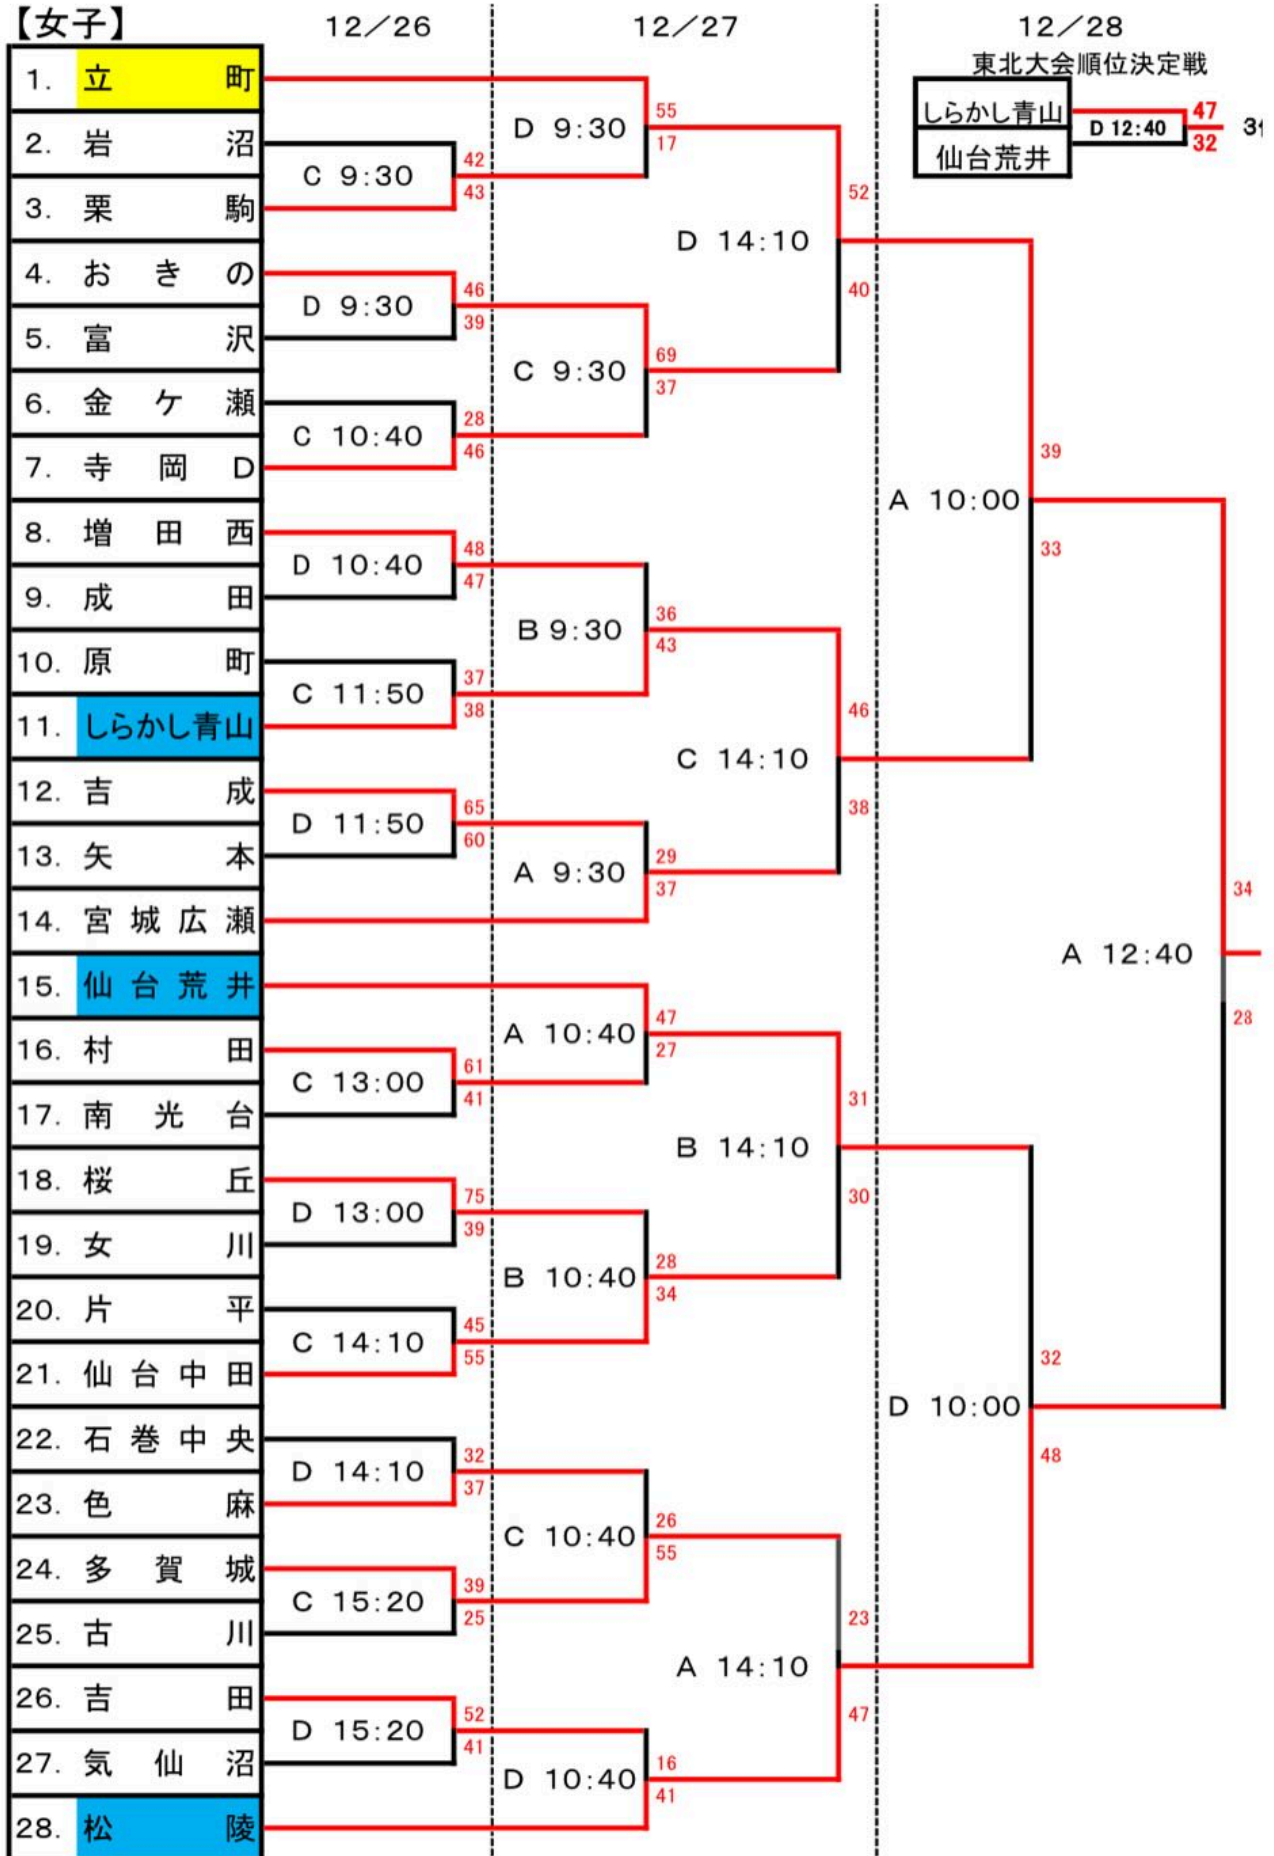 【女子】 12／26 12／27 12／28
東北大会順位決定戦
しらかし青山 D 12:40 47
仙台荒井 32
1. 立町
2. 岩沼
3. 栗駒
4. おきの
5. 富沢
6. 金ケ瀬
7. 寺岡D
8. 増田西
9. 成田
10. 原町
11. しらかし青山
12. 吉成
13. 矢本
14. 宮城広瀬
15. 仙台荒井
16. 村田
17. 南光台
18. 桜丘
19. 女川
20. 片平
21. 仙台中田
22. 石巻中央
23. 色麻
24. 多賀城
25. 古川
26. 吉田
27. 気仙沼
28. 松陵
C 9:30 42 43
D 9:30 46 39
C 10:40 28 46
D 10:40 48 47
C 11:50 37 38
D 11:50 65 60
C 13:00 61 41
D 13:00 75 39
C 14:10 45 55
D 14:10 32 37
C 15:20 39 25
D 15:20 52 41
D 9:30 55 17
C 9:30 69 37
B 9:30 36 43
A 9:30 29 37
A 10:40 47 27
B 10:40 28 34
C 10:40 26 55
D 10:40 16 41
D 14:10 52 40
C 14:10 46 38
B 14:10 31 30
A 14:10 23 47
A 10:00 39 33
D 10:00 32 48
A 12:40 34 28